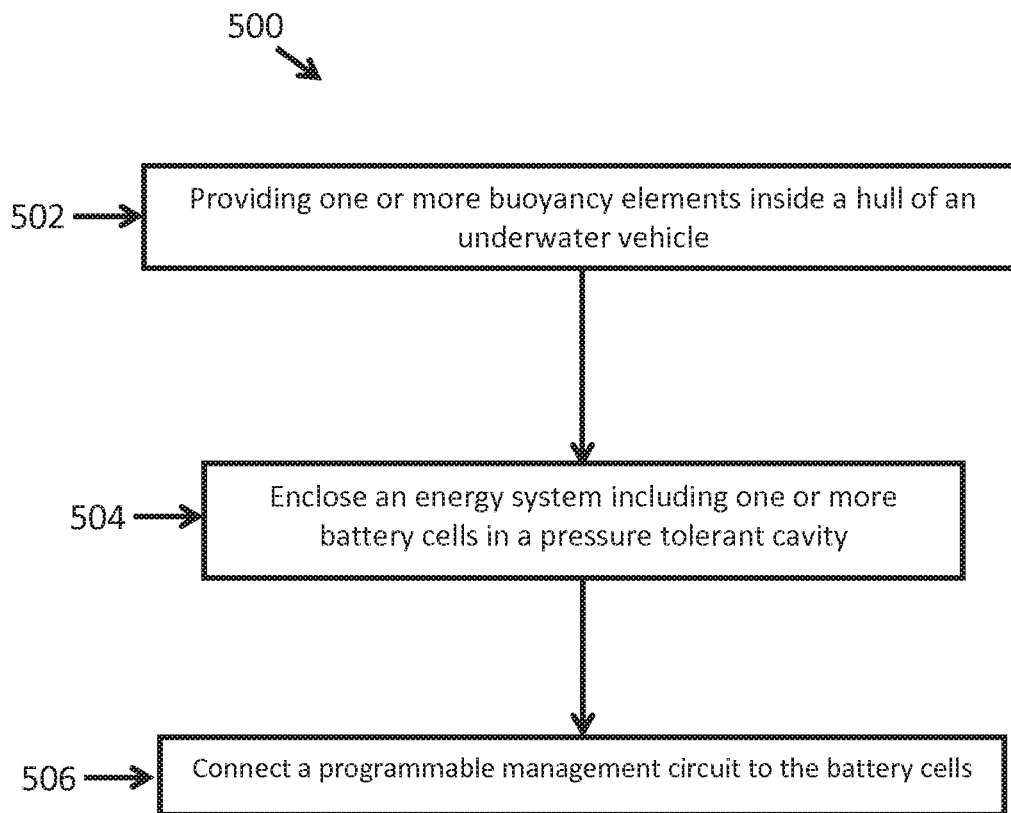 500
502
Providing one or more buoyancy elements inside a hull of an
underwater vehicle
504
Enclose an energy system including one or more
battery cells in a pressure tolerant cavity
506
Connect a programmable management circuit to the battery cells